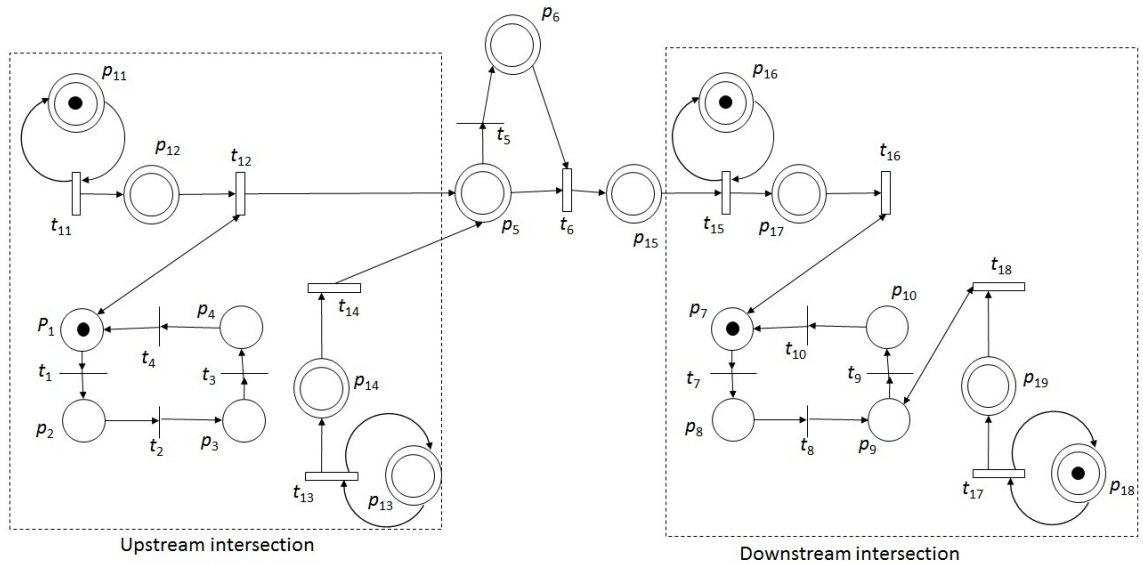 p6
p11
p16
t5
p12
t12
t16
t11
p5
t6
p15
t15
p17
t18
t14
P1
p4
p7
p10
t4
t10
t1
t3
p14
t7
t9
p19
p2
t2
p3
p8
t8
p9
t13
p13
t17
p18
Upstream intersection
Downstream intersection